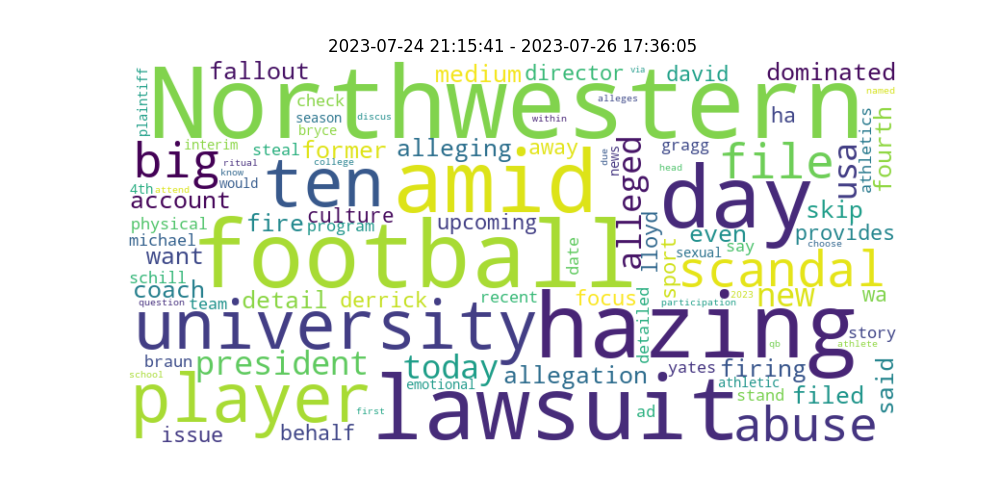 2023-07-24 21:15:41 - 2023-07-26 17:36:05
plaintiff
Northwestern
fallout
medium
director
via
david
dominated
check
alleges
named
season
discus
within
bryce
ha
athletics
fourth
big
interim
steal
former
alleging
away
due
news
gragg
file
usa
ritual
know
would
college
ten
amid
alleged
head
day
4th
attend
account
culture
physical
fire
program
upcoming
lloyd
even
say
skip
provides
michael
want
football
date
sport
sexual
choose
schill
coach
scandal
question
team
detail
derrick
recent
focus
detailed
participation
2023
new
wa
university
hazing
story
qb
athlete
braun
president
today
emotional
allegation
yates
firing
athletic
school
player
first
lawsuit
ad
stand
filed
said
issue
behalf
abuse